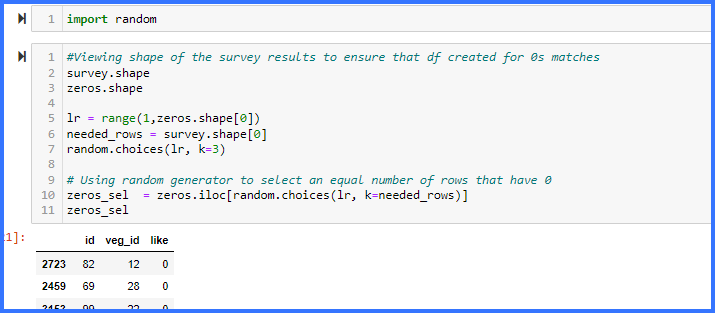 1 import random
1 #Viewing shape of the survey results to ensure that df created for 0s matches
2 survey.shape
3 zeros.shape
4
5 lr = range(1,zeros.shape[0])
6 needed_rows = survey.shape[0]
7 random.choices(lr, k=3)
8
9 # Using random generator to select an equal number of rows that have 0
10 zeros_sel  = zeros.iloc[random.choices(lr, k=needed_rows)]
11 zeros_sel
1]:
id veg_id like
2723 82 12 0
2459 69 28 0